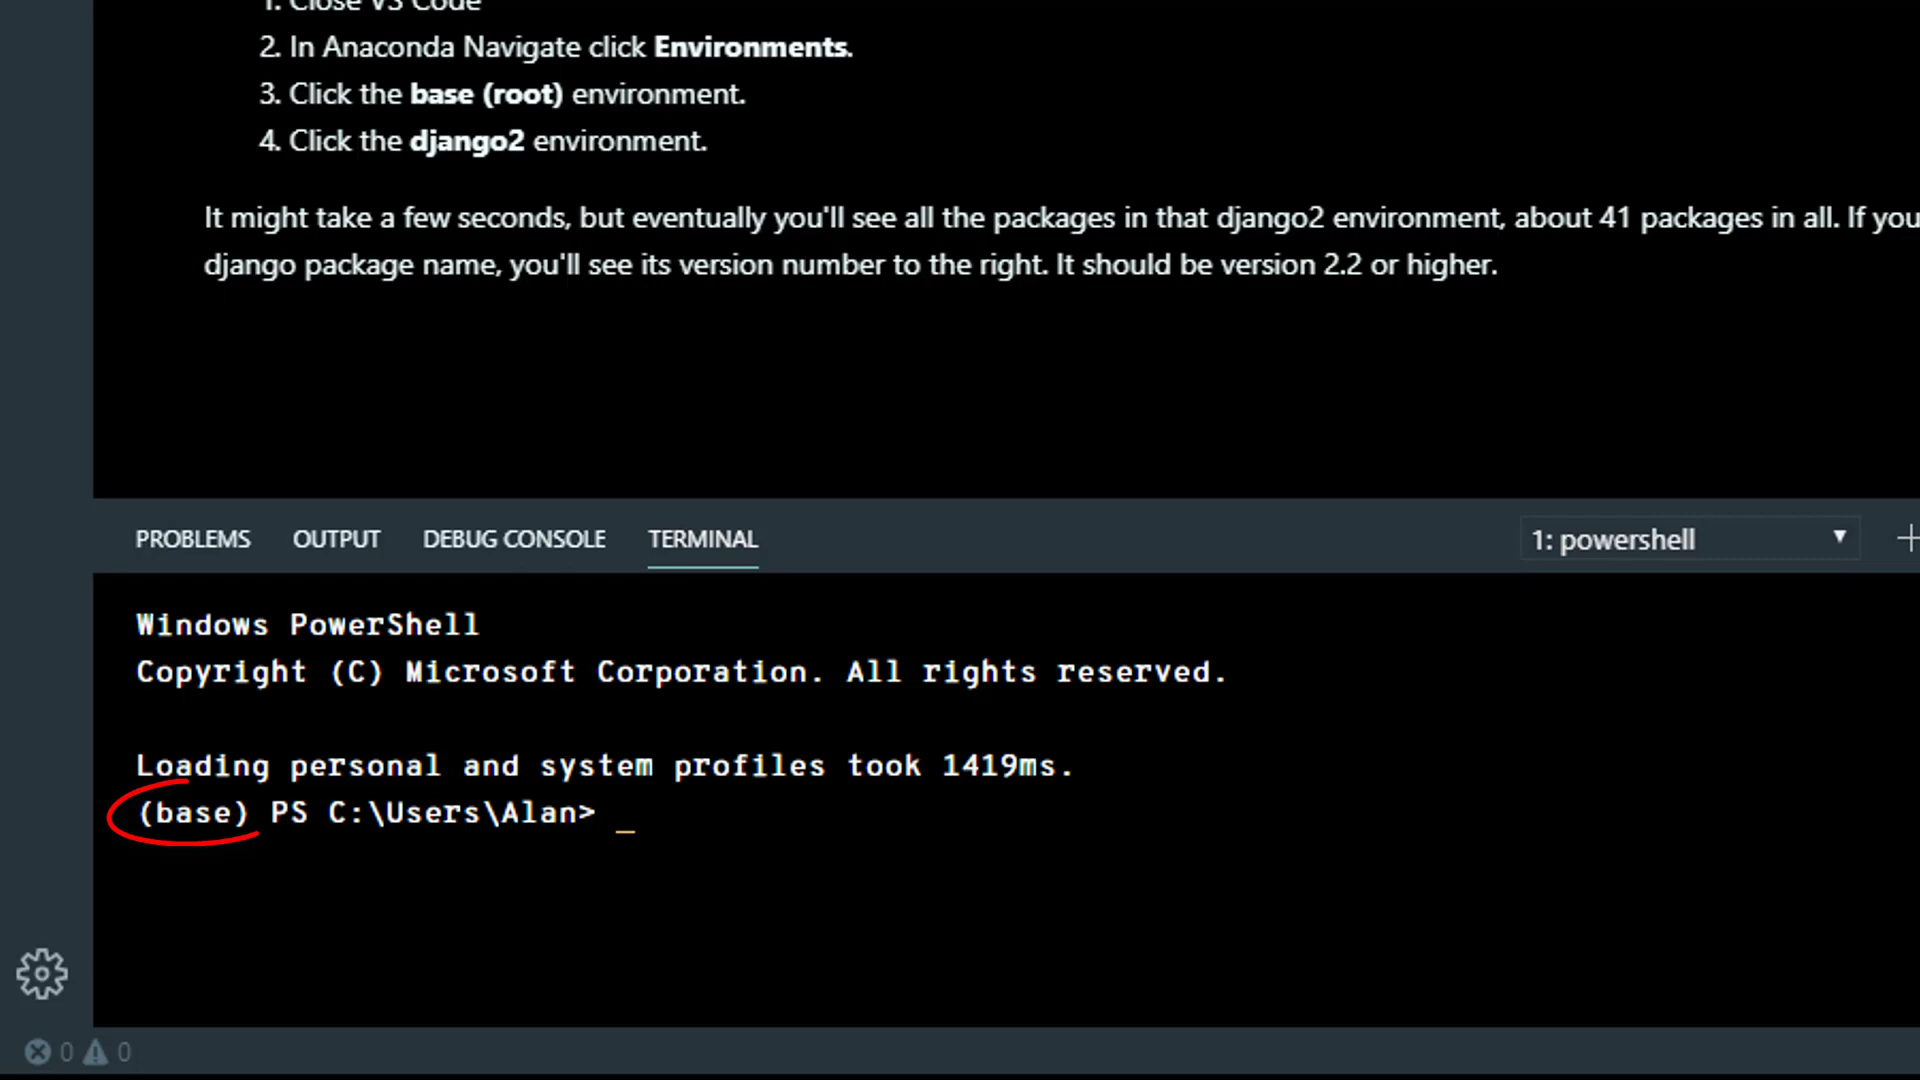 1. Close VS Code
2. In Anaconda Navigate click Environments.
3. Click the base (root) environment.
4. Click the django2 environment.
It might take a few seconds, but eventually you'll see all the packages in that django2 environment, about 41 packages in all. If you
django package name, you'll see its version number to the right. It should be version 2.2 or higher.
PROBLEMS OUTPUT DEBUG CONSOLE TERMINAL 1: powershell
Windows PowerShell
Copyright (C) Microsoft Corporation. All rights reserved.
Loading personal and system profiles took 1419ms.
(base) PS C:\Users\Alan> _
0 0